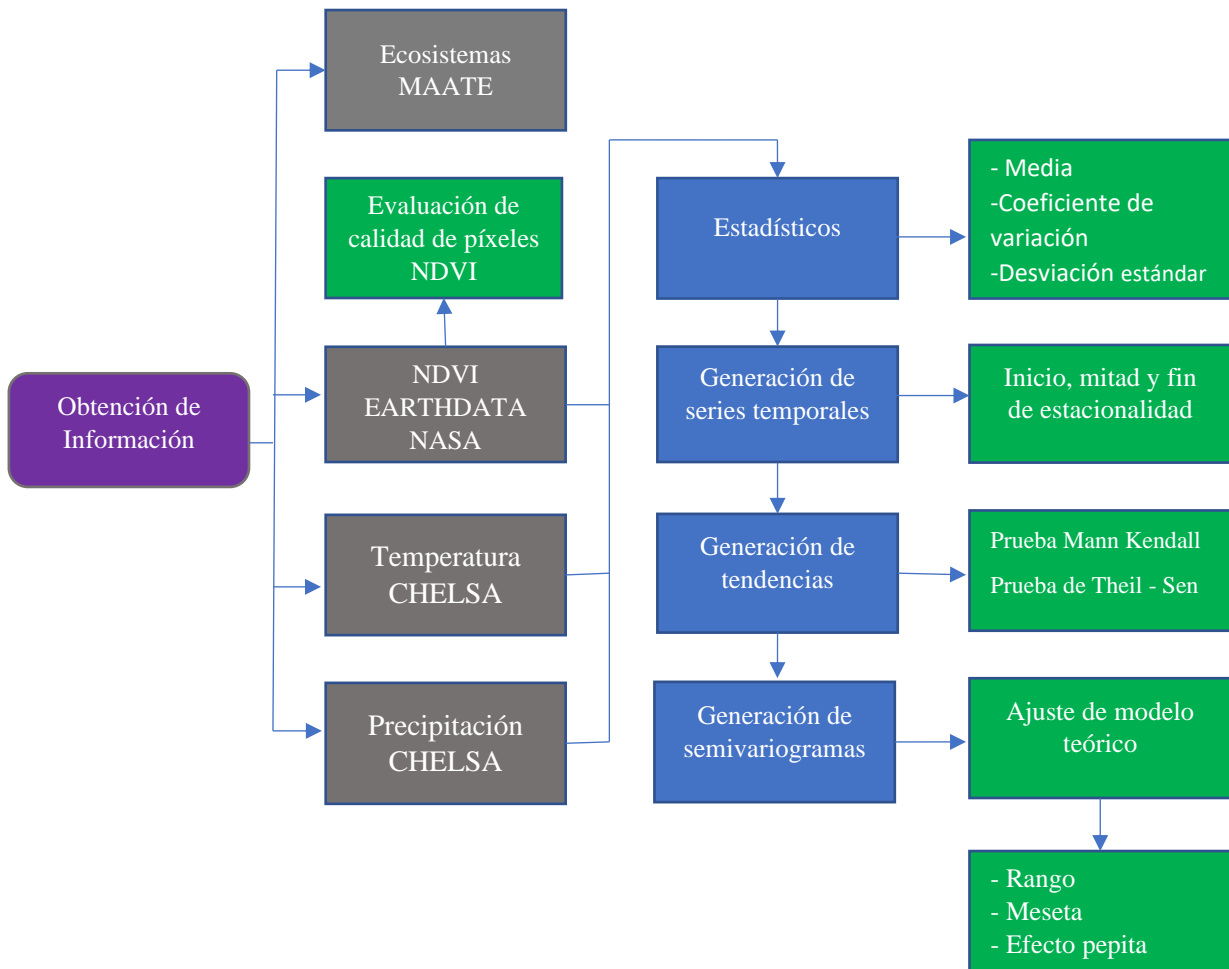 Ecosistemas
MAATE
Evaluación de
calidad de píxeles
NDVI
Obtención de
Información
NDVI
EARTHDATA
NASA
Temperatura
CHELSA
Precipitación
CHELSA
Estadísticos
- Media
-Coeficiente de
variación
-Desviación estándar
Generación de
series temporales
Inicio, mitad y fin
de estacionalidad
Generación de
tendencias
Prueba Mann Kendall
Prueba de Theil - Sen
Generación de
semivariogramas
Ajuste de modelo
teórico
- Rango
- Meseta
- Efecto pepita